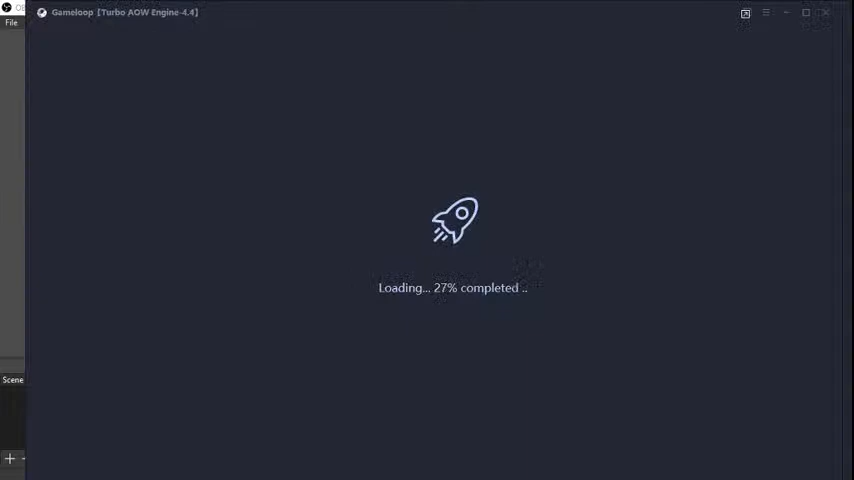 Gameloop [Turbo AOW Engine-4.4]
File
Loading... 27% completed ..
Scene